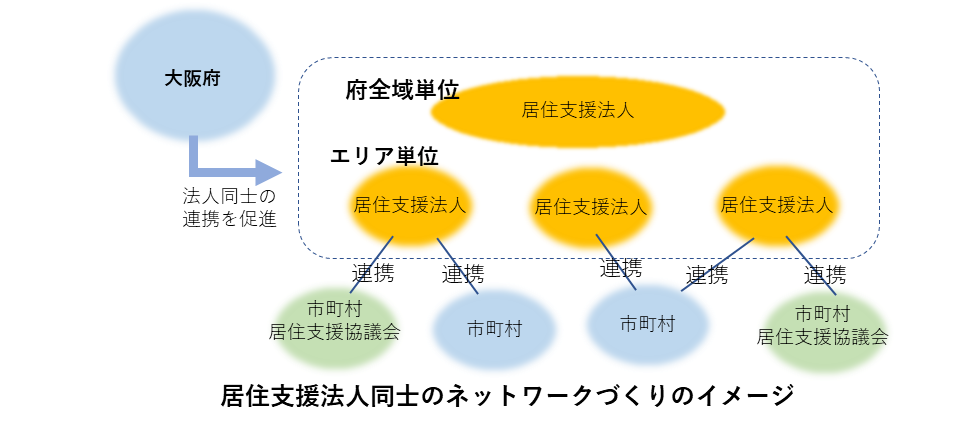 大阪府
府全域単位
居住支援法人
エリア単位
法人同士の
連携を促進
居住支援法人
居住支援法人
居住支援法人
連携
連携
連携
連携
連携
市町村
居住支援協議会
市町村
市町村
市町村
居住支援協議会
居住支援法人同士のネットワークづくりのイメージ